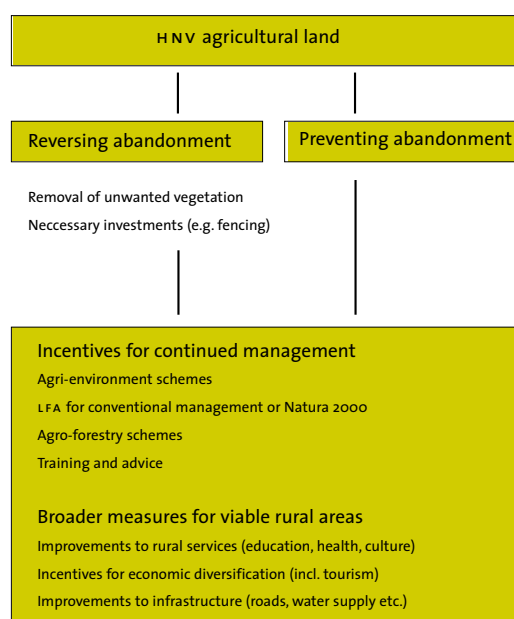 HNV agricultural land
Reversing abandonment
Preventing abandonment
Removal of unwanted vegetation
Neccessary investments (e.g. fencing)
Incentives for continued management
Agri-environment schemes
LFA for conventional management or Natura 2000
Agro-forestry schemes
Training and advice
Broader measures for viable rural areas
Improvements to rural services (education, health, culture)
Incentives for economic diversification (incl. tourism)
Improvements to infrastructure (roads, water supply etc.)